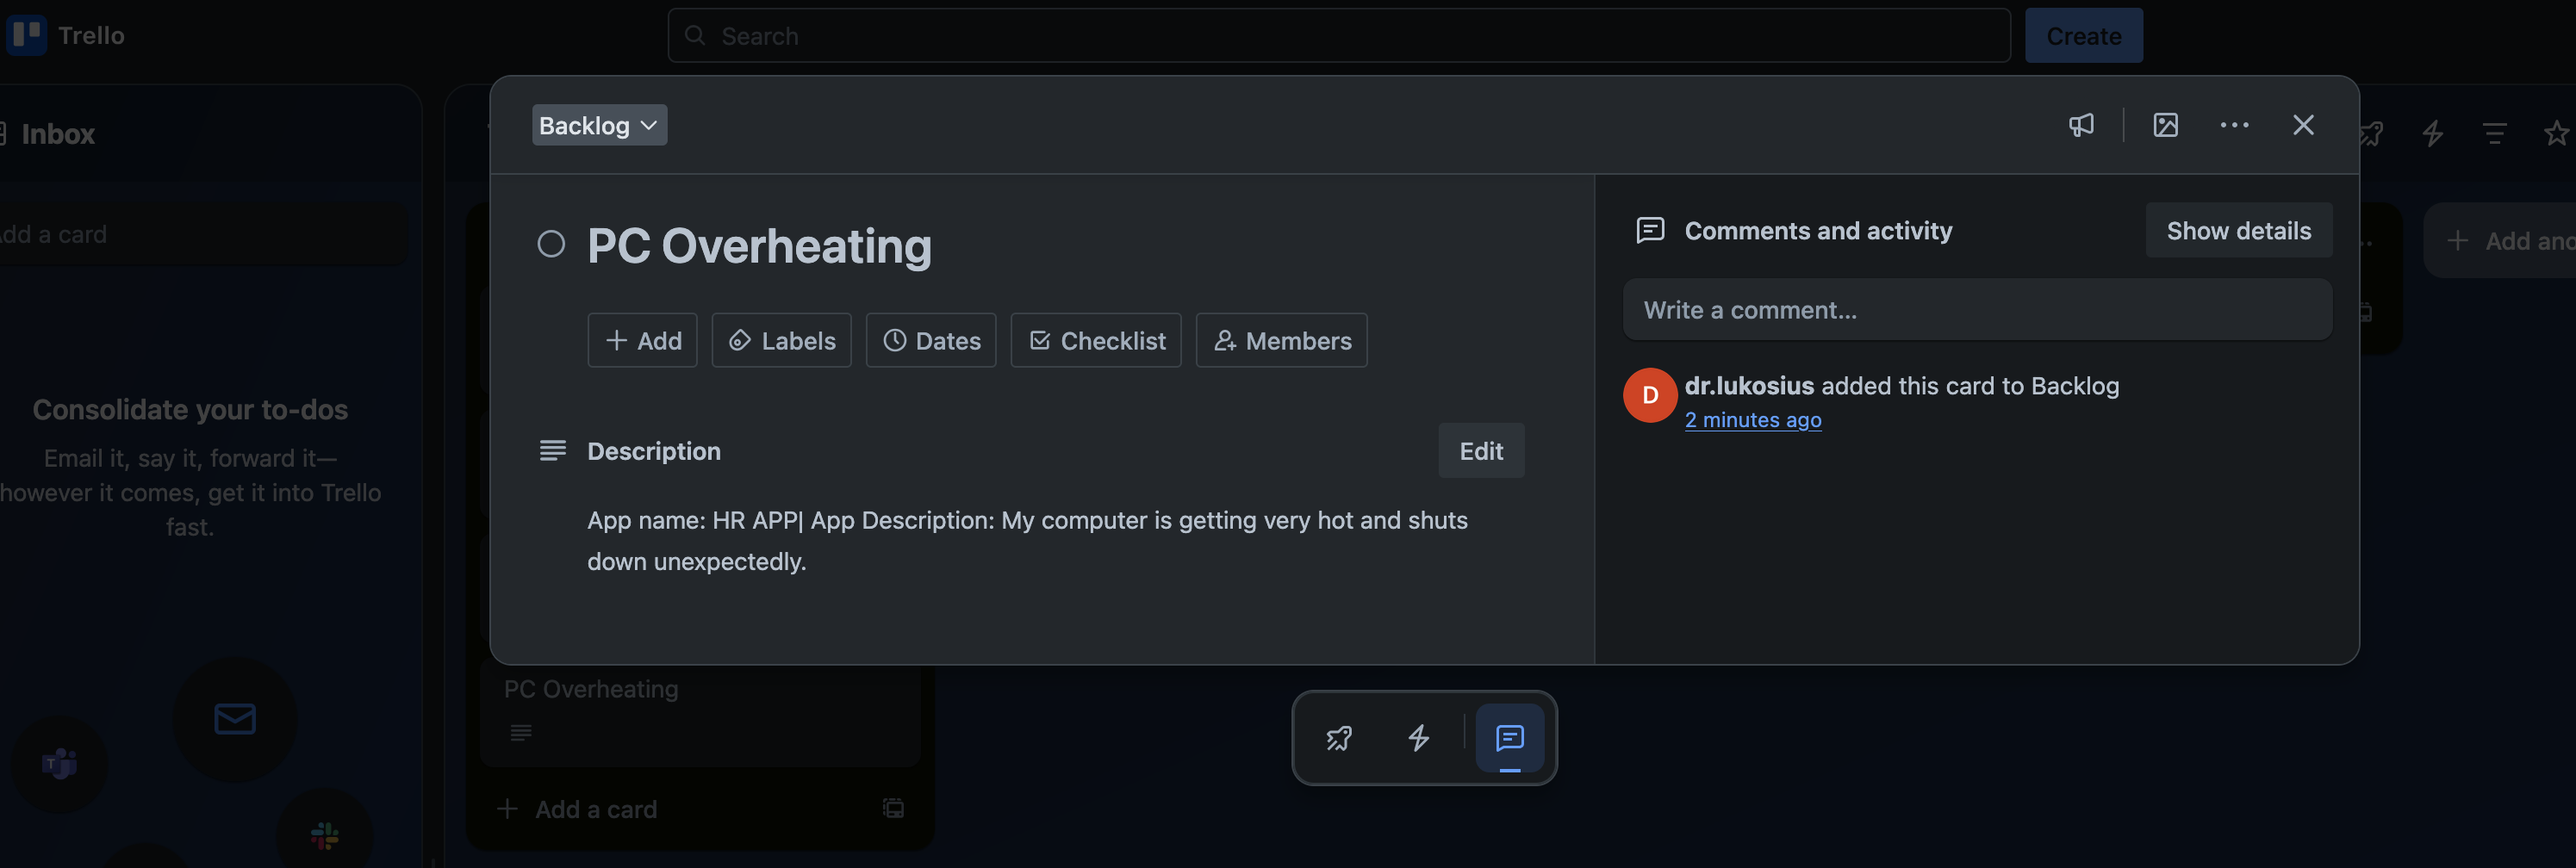 Trello
Search
Create
Inbox
Add a card
Consolidate your to-dos
Email it, say it, forward it—
however it comes, get it into Trello
fast.
T
Backlog
PC Overheating
Add
Labels
Dates
Checklist
Members
Description
Edit
App name: HR APP| App Description: My computer is getting very hot and shuts
down unexpectedly.
Comments and activity
Show details
Write a comment...
D
dr.lukosius added this card to Backlog
2 minutes ago
Add
PC Overheating
Add a card